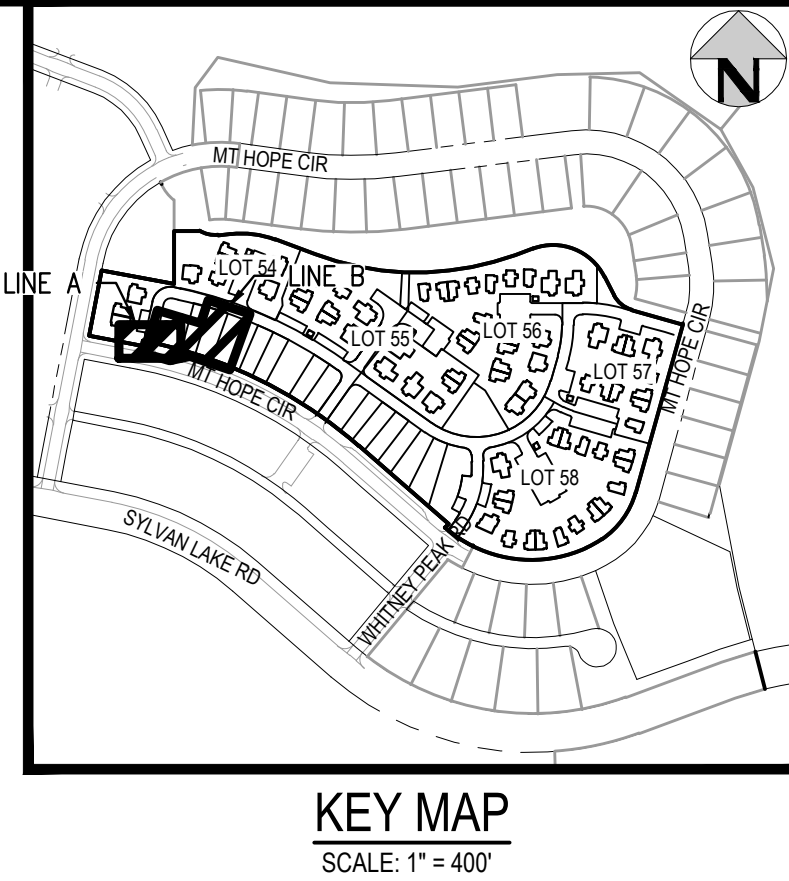 N
MT HOPE CIR
LINE A
LOT 54
LINE B
LOT 55
LOT 56
LOT 57
MT HOPE CIR
MT HOPE CIR
LOT 58
SYLVAN LAKE RD
WHITNEY PEAK RD
KEY MAP
SCALE: 1" = 400'